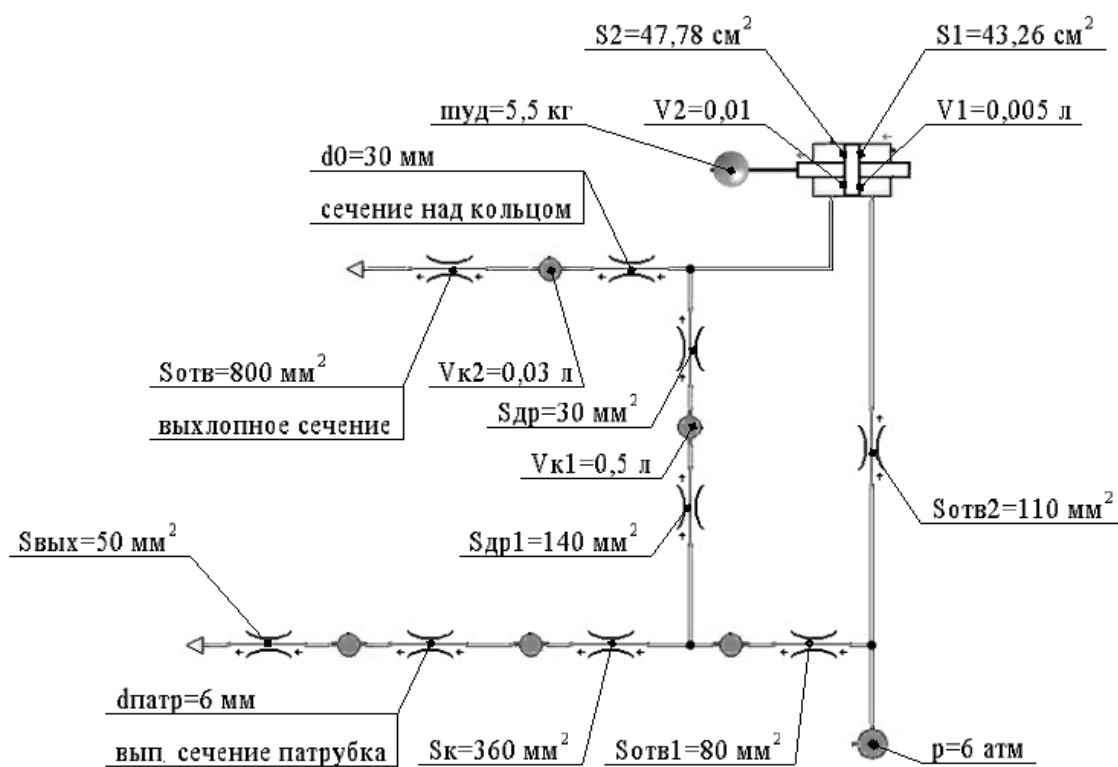 S2=47,78 см²
S1=43,26 см²
mуд=5,5 кг
V2=0,01
V1=0,005 л
d0=30 мм
сечение над кольцом
Sотв=800 мм²
выхлопное сечение
Vк2=0,03 л
Sдр=30 мм²
Vк1=0,5 л
Sотв2=110 мм²
Sвых=50 мм²
Sдр1=140 мм²
dпатр=6 мм
вып. сечение патрубка
Sк=360 мм²
Sотв1=80 мм²
p=6 атм